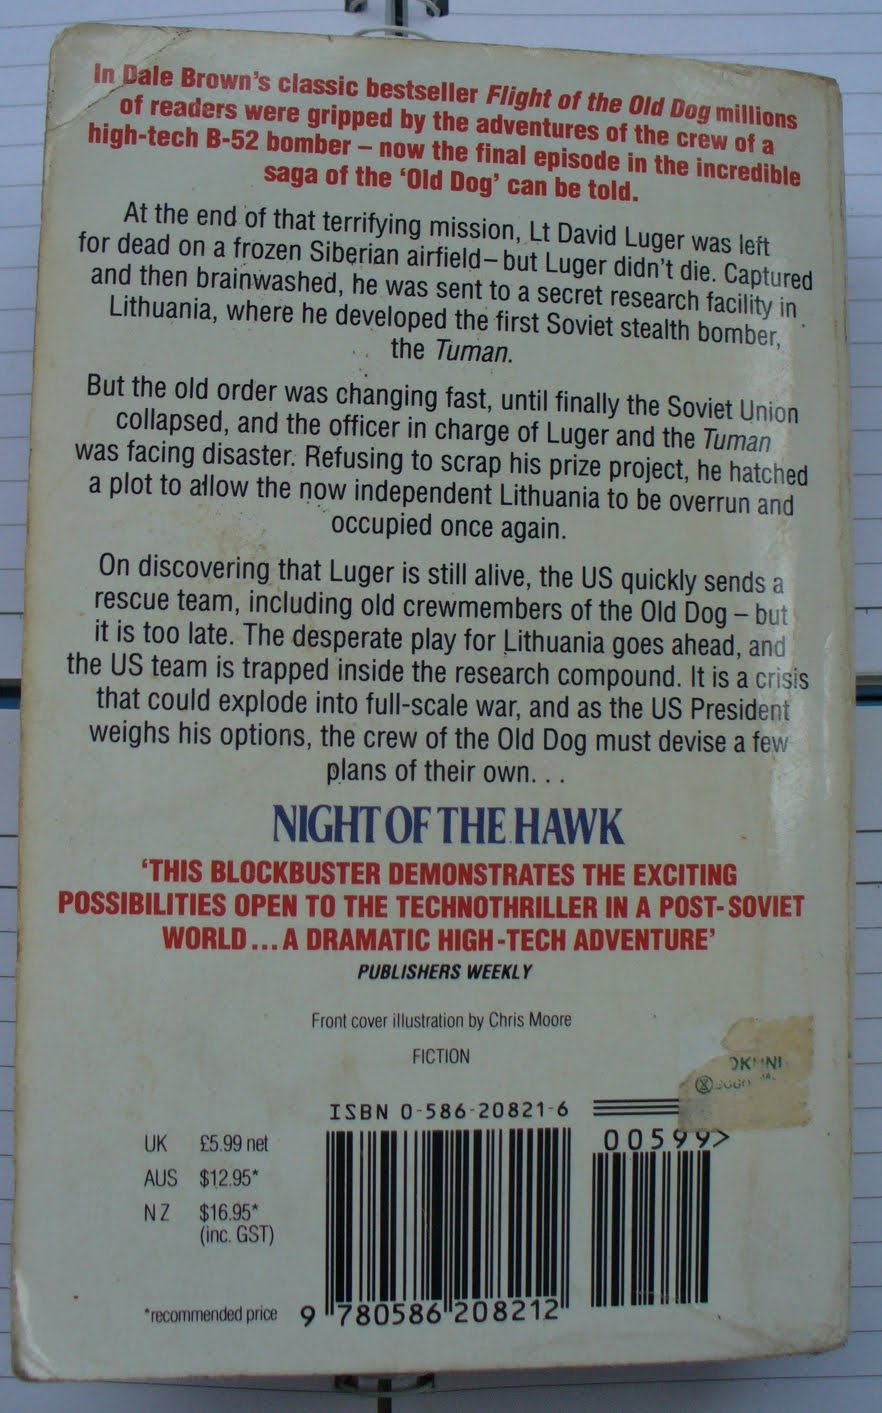 In Dale Brown's classic bestseller Flight of the Old Dog millions
of readers were gripped by the adventures of the crew of a
high-tech B-52 bomber – now the final episode in the incredible
saga of the 'Old Dog' can be told.
At the end of that terrifying mission, Lt David Luger was left
for dead on a frozen Siberian airfield – but Luger didn't die. Captured
and then brainwashed, he was sent to a secret research facility in
Lithuania, where he developed the first Soviet stealth bomber,
the Tuman.
But the old order was changing fast, until finally the Soviet Union
collapsed, and the officer in charge of Luger and the Tuman
was facing disaster. Refusing to scrap his prize project, he hatched
a plot to allow the now independent Lithuania to be overrun and
occupied once again.
On discovering that Luger is still alive, the US quickly sends a
rescue team, including old crewmembers of the Old Dog – but
it is too late. The desperate play for Lithuania goes ahead, and
the US team is trapped inside the research compound. It is a crisis
that could explode into full-scale war, and as the US President
weighs his options, the crew of the Old Dog must devise a few
plans of their own. . .
NIGHT OF THE HAWK
'THIS BLOCKBUSTER DEMONSTRATES THE EXCITING
POSSIBILITIES OPEN TO THE TECHNOTHRILLER IN A POST-SOVIET
WORLD ... A DRAMATIC HIGH-TECH ADVENTURE'
PUBLISHERS WEEKLY
Front cover illustration by Chris Moore
FICTION
ISBN 0-586-20821-6
00599>
UK £5.99 net
AUS $12.95*
NZ $16.95*
(inc. GST)
*recommended price
9 780586 208212